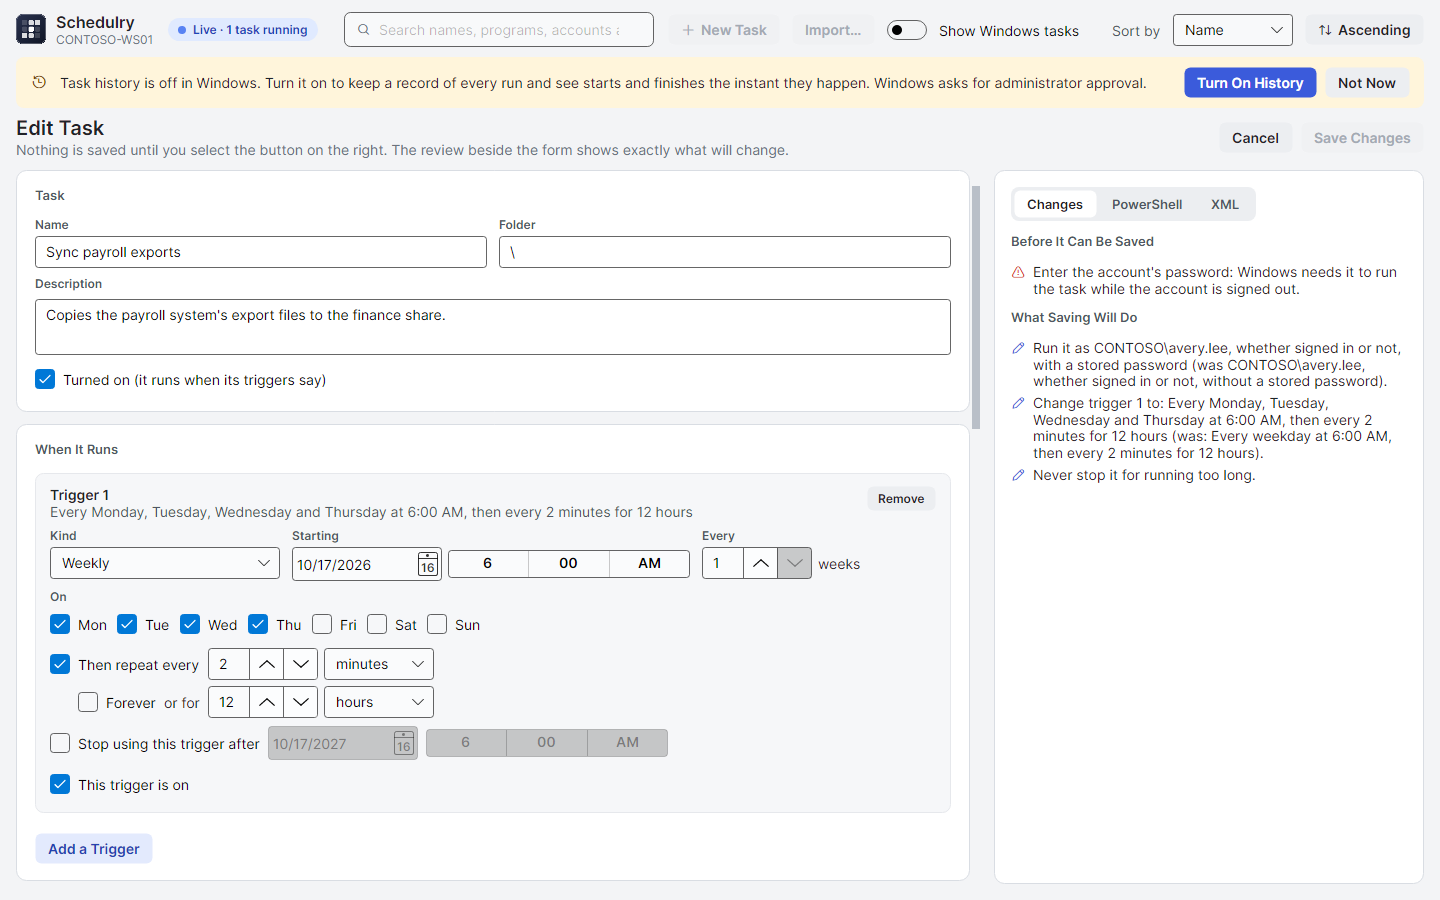 Schedulry
CONTOSO-WS01
Live · 1 task running
Search names, programs, accounts
New Task
Import...
Show Windows tasks
Sort by
Name
Ascending
Task history is off in Windows. Turn it on to keep a record of every run and see starts and finishes the instant they happen. Windows asks for administrator approval.
Turn On History
Not Now
Edit Task
Nothing is saved until you select the button on the right. The review beside the form shows exactly what will change.
Cancel
Save Changes
Task
Name
Folder
Sync payroll exports
\
Description
Copies the payroll system's export files to the finance share.
Turned on (it runs when its triggers say)
When It Runs
Trigger 1
Every Monday, Tuesday, Wednesday and Thursday at 6:00 AM, then every 2 minutes for 12 hours
Remove
Kind
Starting
Every
Weekly
10/17/2026
16
6
00
AM
1
weeks
On
Mon
Tue
Wed
Thu
Fri
Sat
Sun
Then repeat every
2
minutes
Forever
or for
12
hours
Stop using this trigger after
10/17/2027
16
6
00
AM
This trigger is on
Add a Trigger
Changes
PowerShell
XML
Before It Can Be Saved
Enter the account's password: Windows needs it to run
the task while the account is signed out.
What Saving Will Do
Run it as CONTOSO\avery.lee, whether signed in or not,
with a stored password (was CONTOSO\avery.lee,
whether signed in or not, without a stored password).
Change trigger 1 to: Every Monday, Tuesday,
Wednesday and Thursday at 6:00 AM, then every 2
minutes for 12 hours (was: Every weekday at 6:00 AM,
then every 2 minutes for 12 hours).
Never stop it for running too long.